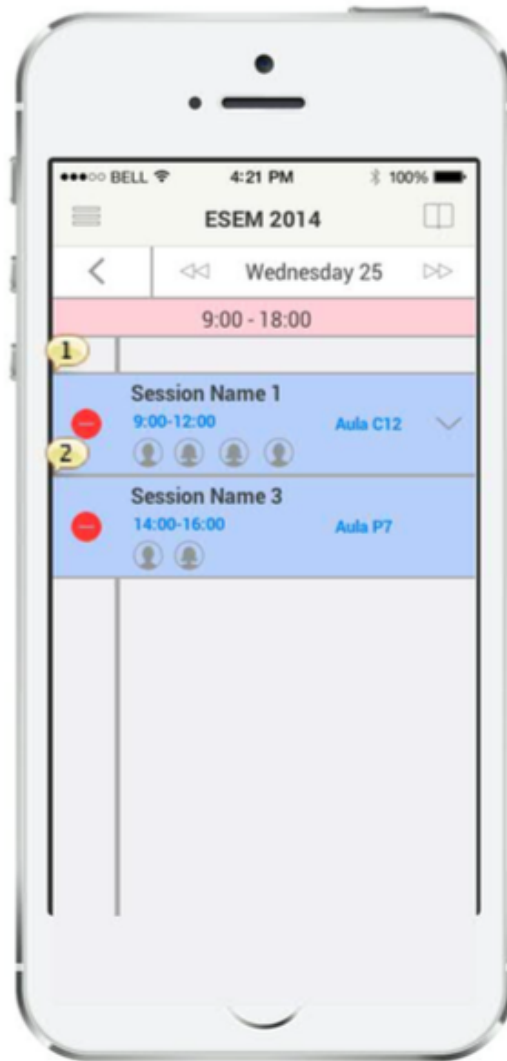 BELL 4:21 PM 100%
ESEM 2014
Wednesday 25
9:00 - 18:00
1
Session Name 1
9:00-12:00 Aula C12
2
Session Name 3
14:00-16:00 Aula P7